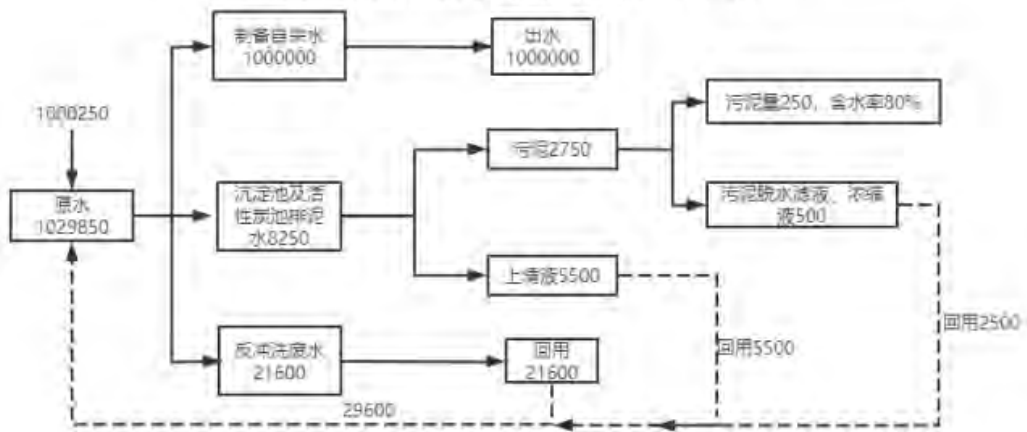 制备自来水
1000000
出水
1000000
1000250
原水
1029850
沉淀池及活
性炭池排泥
水8250
污泥2750
污泥量250，含水率80%
污泥脱水滤液、浓缩
液500
上清液5500
反冲洗废水
21600
回用
21600
回用5500
回用2500
29600